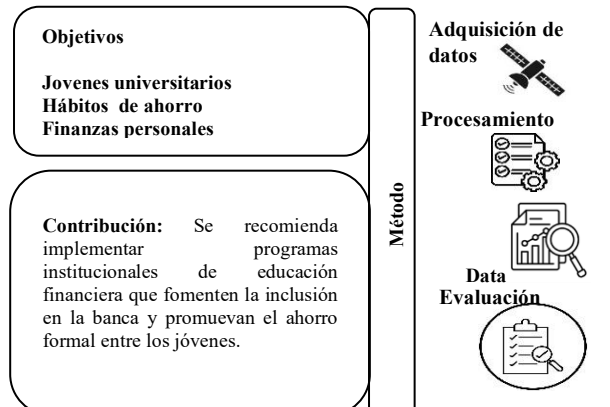 Objetivos
Jovenes universitarios
Hábitos de ahorro
Finanzas personales
Contribución: Se recomienda
implementar programas
institucionales de educación
financiera que fomenten la inclusión
en la banca y promuevan el ahorro
formal entre los jóvenes.
Método
Adquisición de
datos
Procesamiento
Data
Evaluación